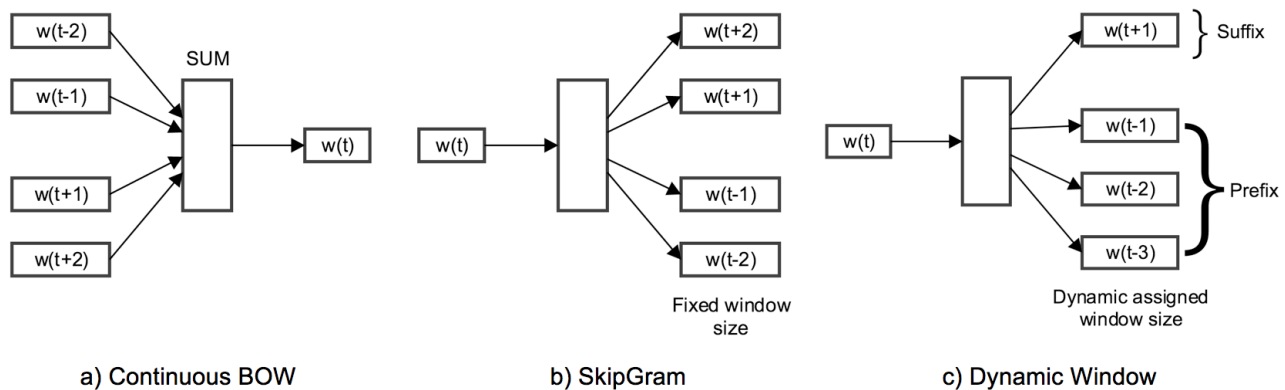 w(t-2)
w(t-1)
w(t+1)
w(t+2)
SUM
w(t)
a) Continuous BOW
w(t)
w(t+2)
w(t+1)
w(t-1)
w(t-2)
Fixed window
size
b) SkipGram
w(t)
w(t+1)
Suffix
w(t-1)
w(t-2)
w(t-3)
Prefix
Dynamic assigned
window size
c) Dynamic Window